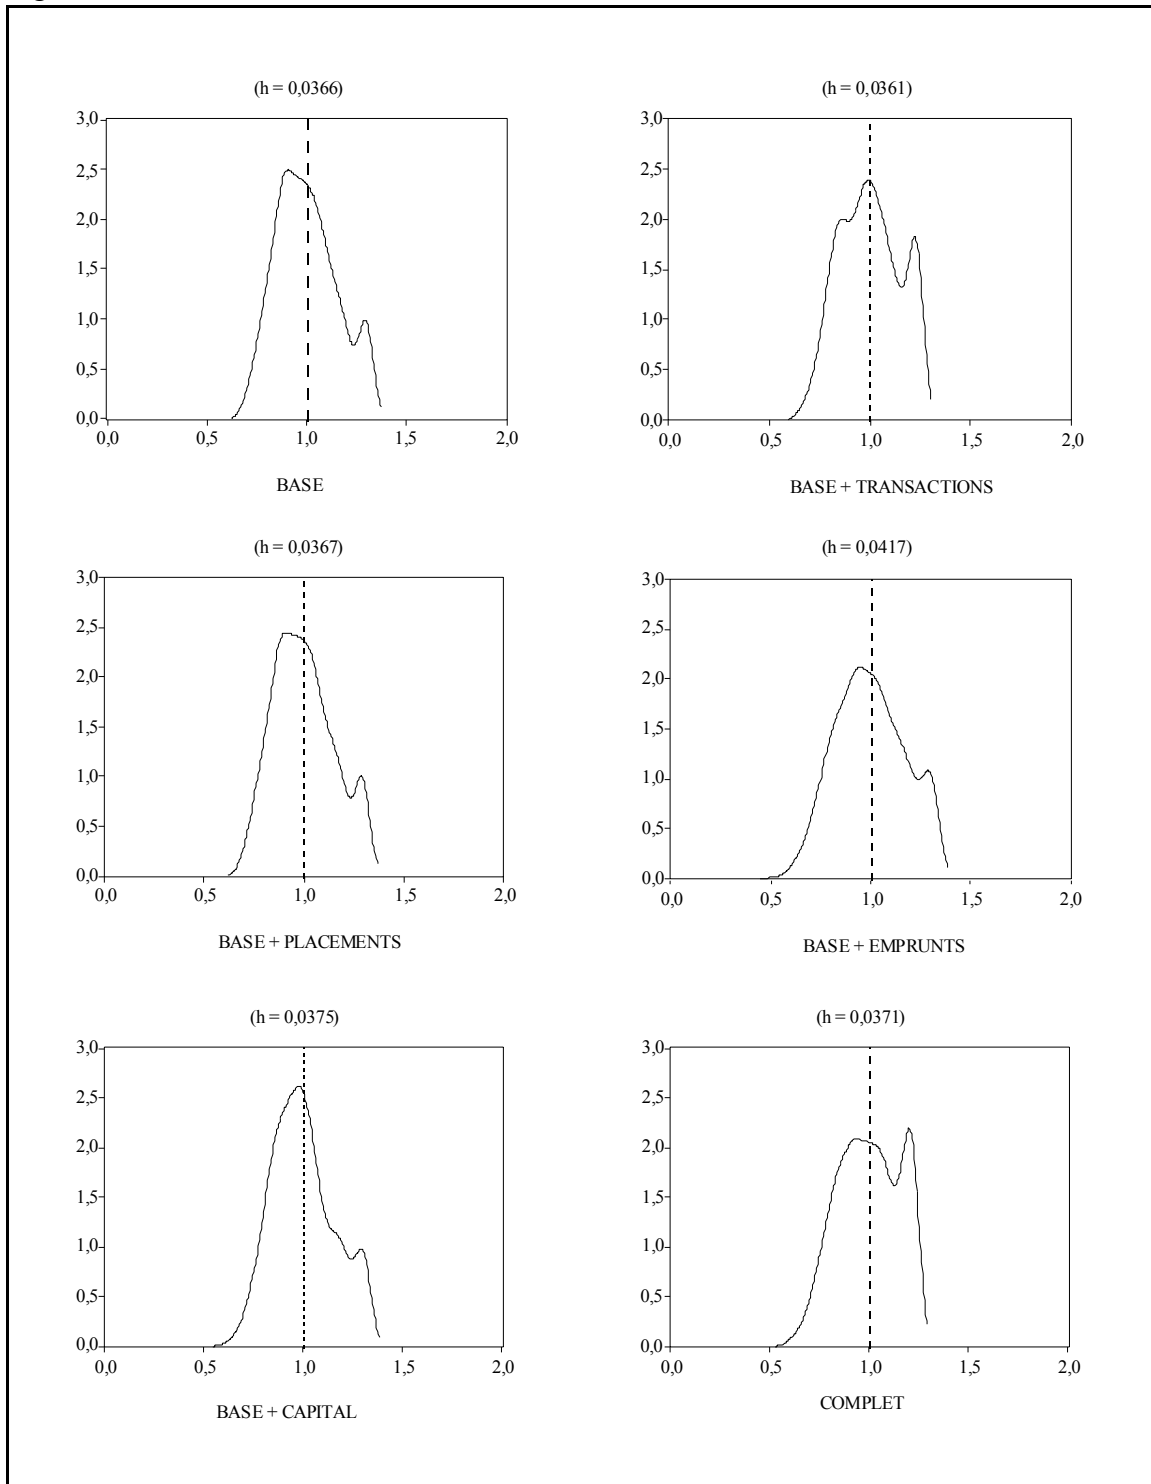 (h = 0,0366)
3,0
2,5
2,0
1,5
1,0
0,5
0,0
0,0 0,5 1,0 1,5 2,0
BASE
(h = 0,0361)
3,0
2,5
2,0
1,5
1,0
0,5
0,0
0,0 0,5 1,0 1,5 2,0
BASE + TRANSACTIONS
(h = 0,0367)
3,0
2,5
2,0
1,5
1,0
0,5
0,0
0,0 0,5 1,0 1,5 2,0
BASE + PLACEMENTS
(h = 0,0417)
3,0
2,5
2,0
1,5
1,0
0,5
0,0
0,0 0,5 1,0 1,5 2,0
BASE + EMPRUNTS
(h = 0,0375)
3,0
2,5
2,0
1,5
1,0
0,5
0,0
0,0 0,5 1,0 1,5 2,0
BASE + CAPITAL
(h = 0,0371)
3,0
2,5
2,0
1,5
1,0
0,5
0,0
0,0 0,5 1,0 1,5 2,0
COMPLET